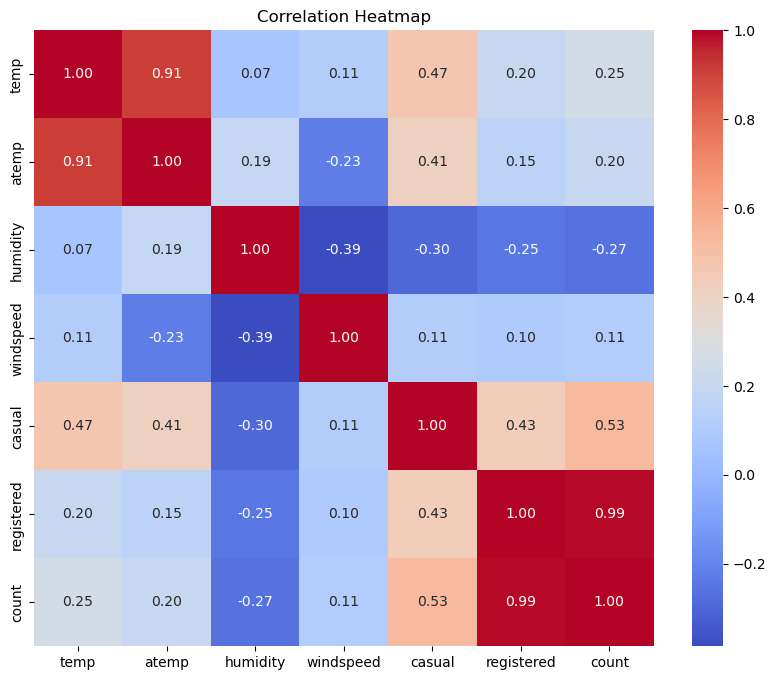 Correlation Heatmap
temp 1.00 0.91 0.07 0.11 0.47 0.20 0.25
atemp 0.91 1.00 0.19 -0.23 0.41 0.15 0.20
humidity 0.07 0.19 1.00 -0.39 -0.30 -0.25 -0.27
windspeed 0.11 -0.23 -0.39 1.00 0.11 0.10 0.11
casual 0.47 0.41 -0.30 0.11 1.00 0.43 0.53
registered 0.20 0.15 -0.25 0.10 0.43 1.00 0.99
count 0.25 0.20 -0.27 0.11 0.53 0.99 1.00
temp atemp humidity windspeed casual registered count
1.0
0.8
0.6
0.4
0.2
0.0
−0.2